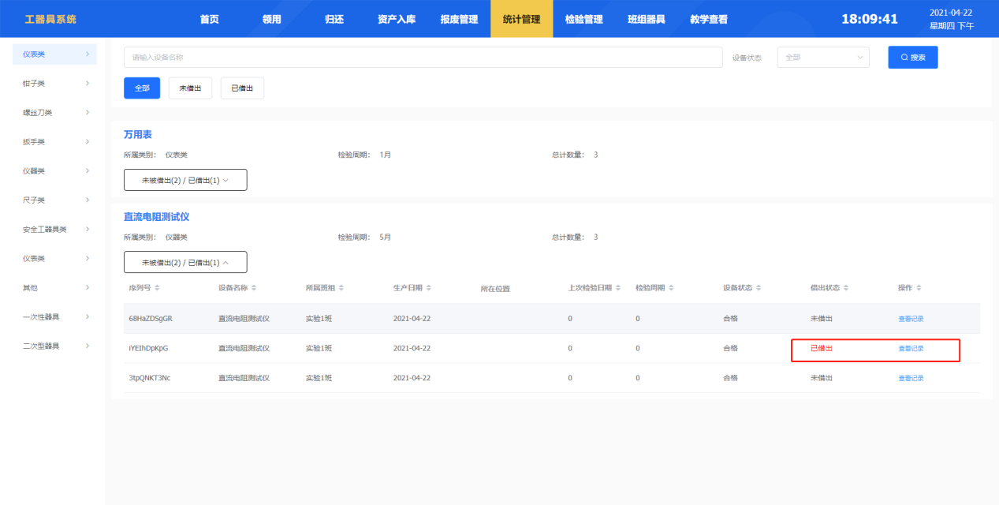 工器具系统 首页 领用 归还 资产入库 报废管理 统计管理 检验管理 班组器具 教学查看 18:09:41 2021-04-22
星期四 下午
仪表类
钳子类
螺丝刀类
扳手类
仪器类
尺子类
安全工器具类
仪表类
其他
一次性器具
二次型器具
请输入设备名称 设备状态 全部 搜索
全部 未借出 已借出
万用表
所属类别: 仪表类 检验周期: 1月 总计数量: 3
未被借出(2) / 已借出(1)
直流电阻测试仪
所属类别: 仪器类 检验周期: 5月 总计数量: 3
未被借出(2) / 已借出(1)
序列号 设备名称 所属班组 生产日期 所在位置 上次检验日期 检验周期 设备状态 借出状态 操作
68HaZDSgGR 直流电阻测试仪 实验1班 2021-04-22 0 0 合格 未借出 查看记录
iYEIhDpKpG 直流电阻测试仪 实验1班 2021-04-22 0 0 合格 已借出 查看记录
3tpQNKT3Nc 直流电阻测试仪 实验1班 2021-04-22 0 0 合格 未借出 查看记录